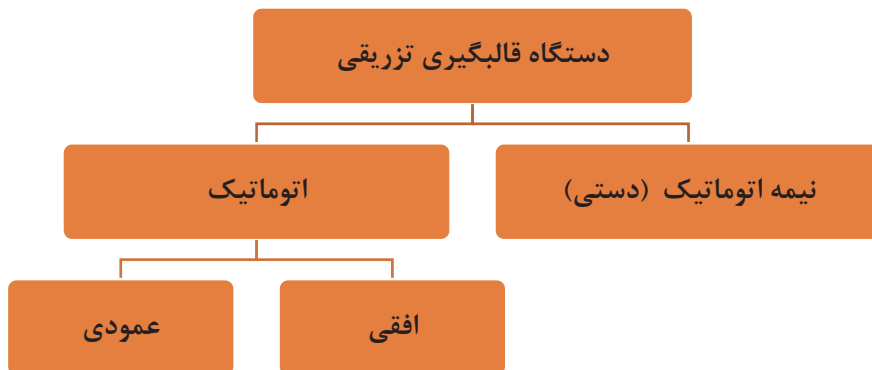 دستگاه قالبگیری تزریقی
نیمه اتوماتیک (دستی)
اتوماتیک
افقی
عمودی